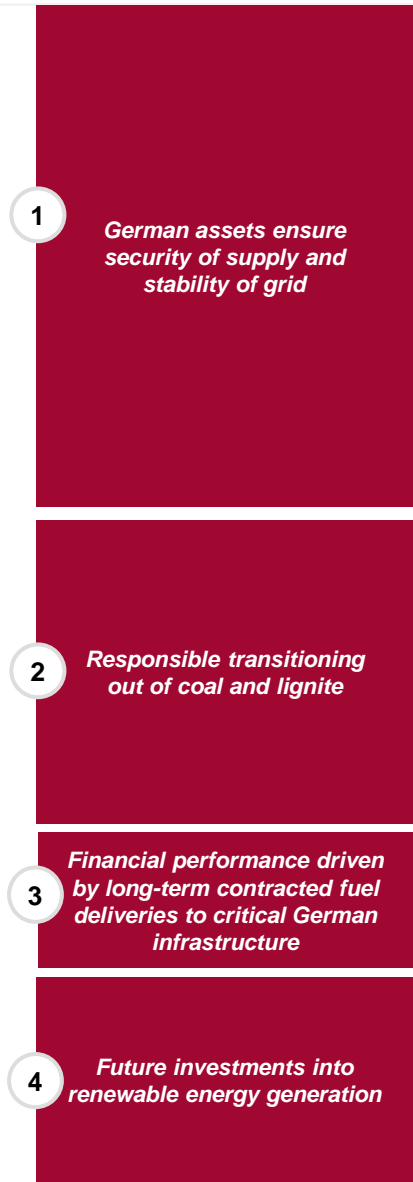 1
German assets ensure
security of supply and
stability of grid
2
Responsible transitioning
out of coal and lignite
3
Financial performance driven
by long-term contracted fuel
deliveries to critical German
infrastructure
4
Future investments into
renewable energy generation